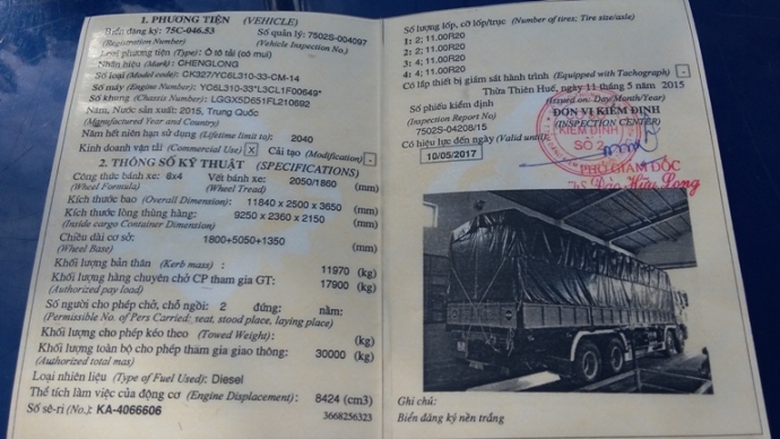 1. PHƯƠNG TIỆN (VEHICLE)
Biển đăng ký: 75C-046.53 Số quản lý: 7502S-004097
(Registration Number) (Vehicle Inspection No.)
Loại phương tiện (Type): Ô tô tải (có mui)
Nhãn hiệu (Mark) : CHENGLONG
Số loại (Model code): CK327/YC6L310-33-CM-14
Số máy (Engine Number): YC6L310-33*L3CL1F00649*
Số khung (Chassis Number): LGGX5D651FL210692
Năm, Nước sản xuất: 2015, Trung Quốc
(Manufactured Year and Country)
Năm hết niên hạn sử dụng (Lifetime limit to): 2040
Kinh doanh vận tải (Commercial Use) X Cải tạo (Modification) -
2. THÔNG SỐ KỸ THUẬT (SPECIFICATIONS)
Công thức bánh xe: 8x4 Vết bánh xe: 2050/1860 (mm)
(Wheel Formula) (Wheel Tread)
Kích thước bao (Overall Dimension): 11840 x 2500 x 3650 (mm)
Kích thước lòng thùng hàng: 9250 x 2360 x 2150 (mm)
(Inside cargo Container Dimension)
Chiều dài cơ sở: 1800+5050+1350 (mm)
(Wheel Base)
Khối lượng bản thân (Kerb mass) : 11970 (kg)
Khối lượng hàng chuyên chở CP tham gia GT: 17900 (kg)
(Authorized pay load)
Số người cho phép chở, chỗ ngồi: 2 đứng: nằm:
(Permissible No. of Pers Carried: seat, stood place, laying place)
Khối lượng cho phép kéo theo (Towed Weight): (kg)
Khối lượng toàn bộ cho phép tham gia giao thông: 30000 (kg)
(Authorized total max)
Loại nhiên liệu (Type of Fuel Used): Diesel
Thể tích làm việc của động cơ (Engine Displacement): 8424 (cm3)
Số sê-ri (No.): KA-4066606 3668256323
Số lượng lốp, cỡ lốp/trục (Number of tires; Tire size/axle)
1: 2; 11.00R20
2: 2; 11.00R20
3: 4; 11.00R20
4: 4; 11.00R20
Có lắp thiết bị giám sát hành trình (Equipped with Tachograph) -
Thừa Thiên Huế, ngày 11 tháng 5 năm 2015
Số phiếu kiểm định (Issued on: Day/Month/Year)
(Inspection Report No) ĐƠN VỊ KIỂM ĐỊNH
7502S-04208/15 (INSPECTION CENTER)
Có hiệu lực đến ngày (Valid until)
10/05/2017
KIỂM ĐỊNH
SỐ 2
PHÓ GIÁM ĐỐC
KS Đào Hữu Long
Ghi chú:
Biển đăng ký nền trắng